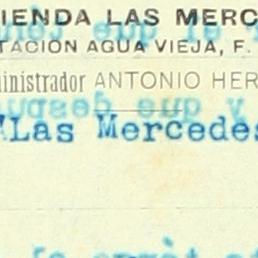 IENDA LAS MERC
TACION AGUA VIEJA, F.
ministrador ANTONIO HER
"Las Mercedes